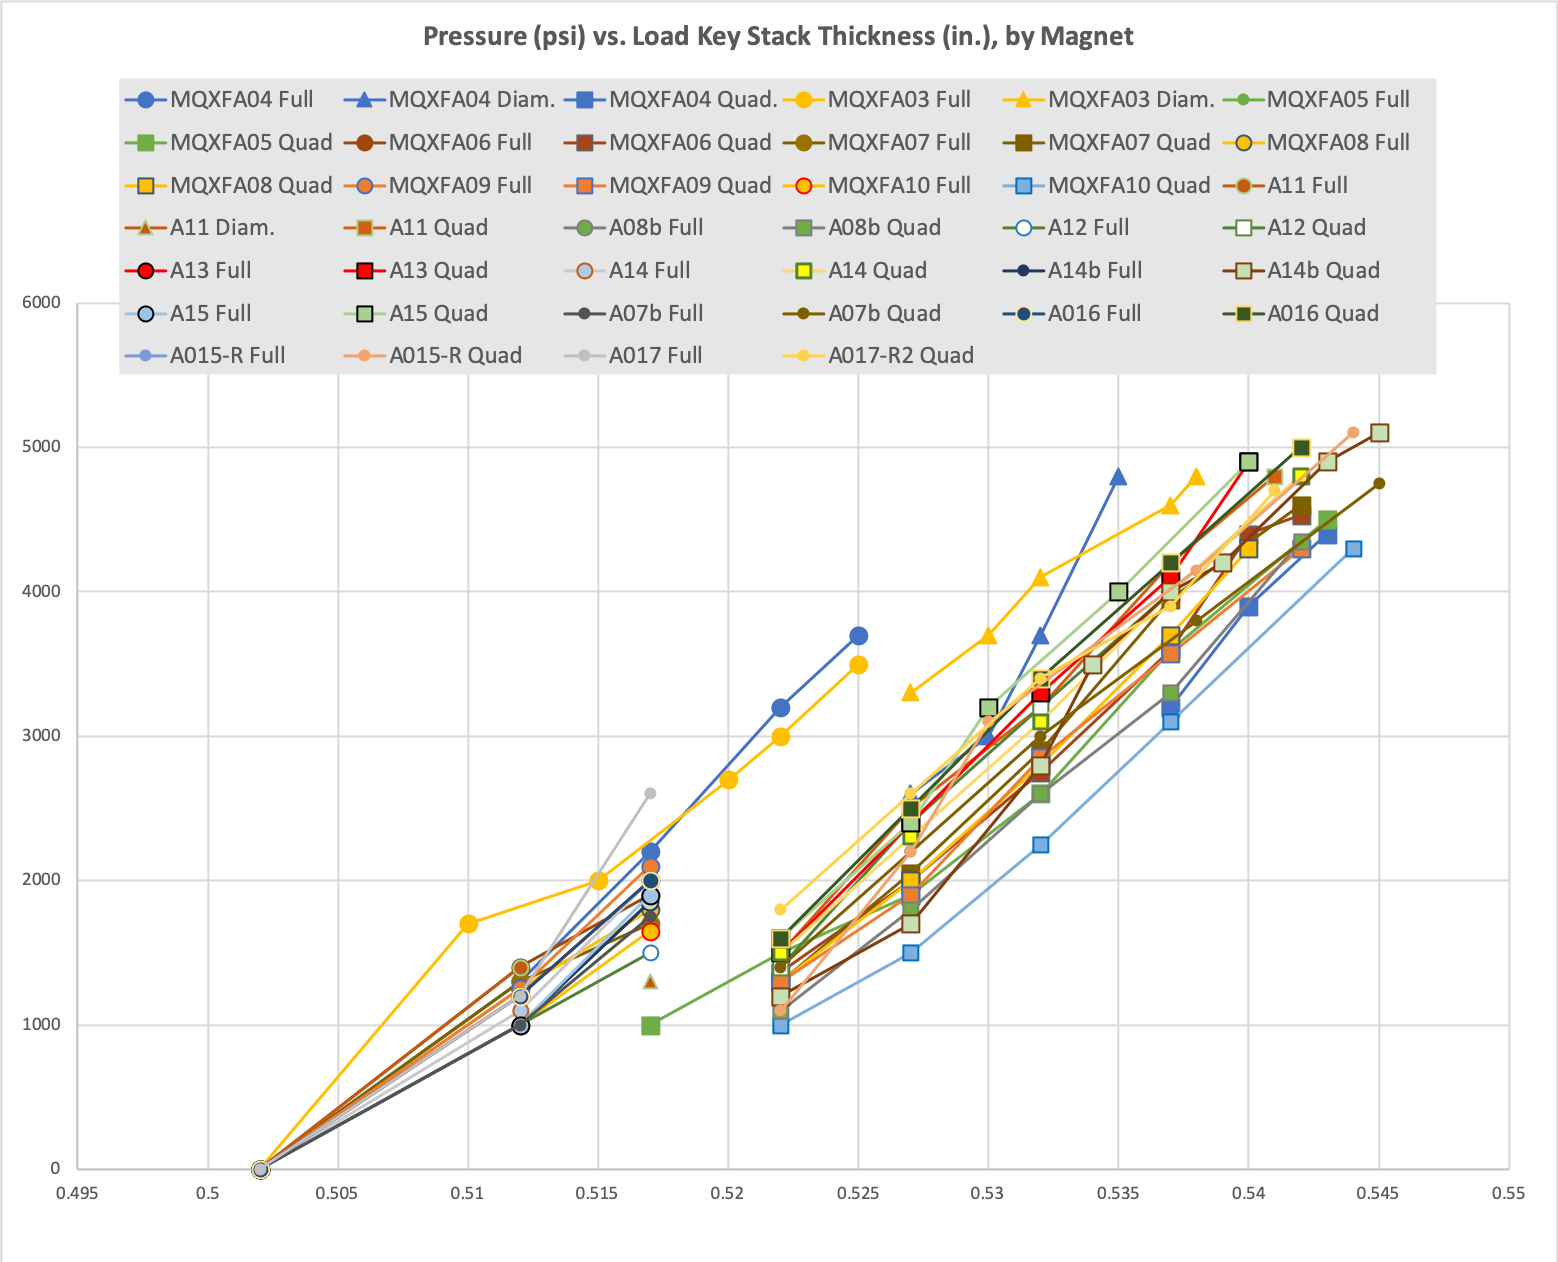 Pressure (psi) vs. Load Key Stack Thickness (in.), by Magnet
MQXFA04 Full MQXFA04 Diam. MQXFA04 Quad. MQXFA03 Full MQXFA03 Diam. MQXFA05 Full
MQXFA05 Quad MQXFA06 Full MQXFA06 Quad MQXFA07 Full MQXFA07 Quad MQXFA08 Full
MQXFA08 Quad MQXFA09 Full MQXFA09 Quad MQXFA10 Full MQXFA10 Quad A11 Full
A11 Diam. A11 Quad A08b Full A08b Quad A12 Full A12 Quad
A13 Full A13 Quad A14 Full A14 Quad A14b Full A14b Quad
A15 Full A15 Quad A07b Full A07b Quad A016 Full A016 Quad
A015-R Full A015-R Quad A017 Full A017-R2 Quad
6000
5000
4000
3000
2000
1000
0
0.495 0.5 0.505 0.51 0.515 0.52 0.525 0.53 0.535 0.54 0.545 0.55